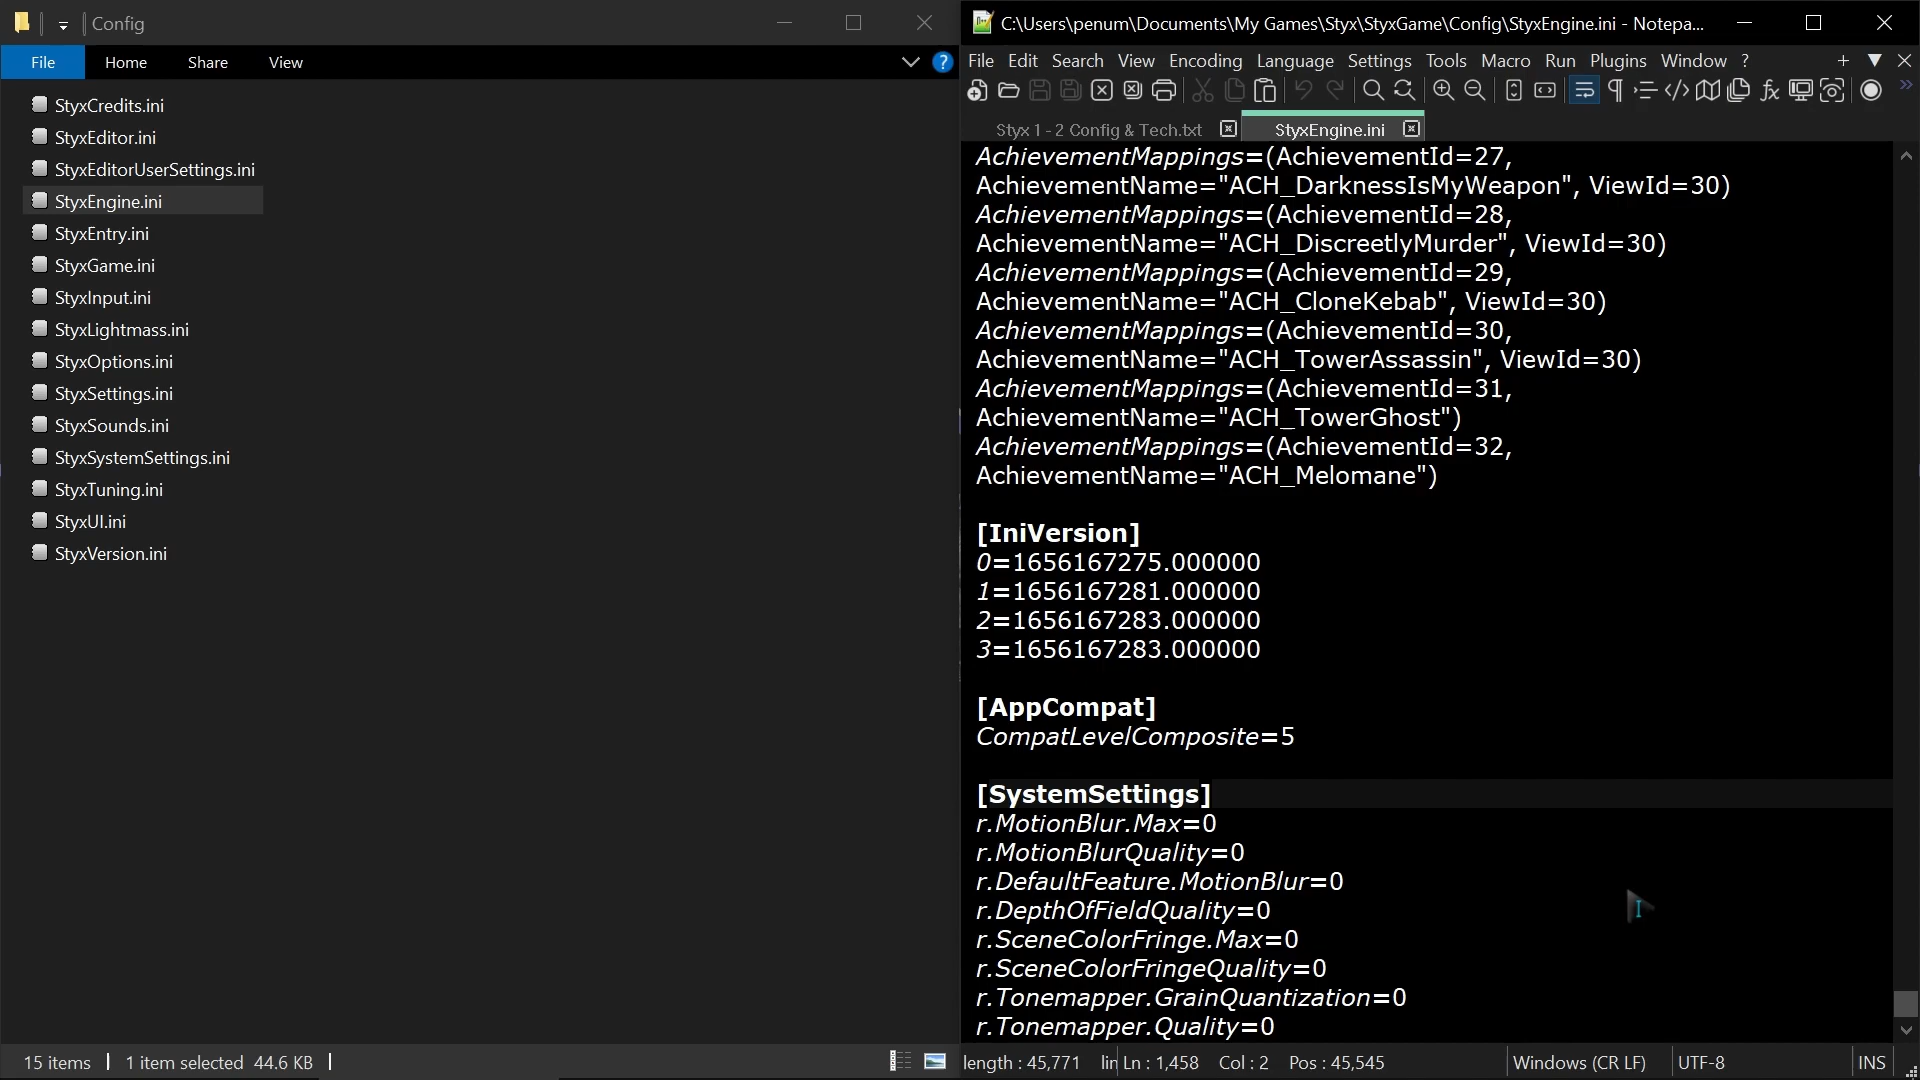 Config
File Home Share View
StyxCredits.ini
StyxEditor.ini
StyxEditorUserSettings.ini
StyxEngine.ini
StyxEntry.ini
StyxGame.ini
StyxInput.ini
StyxLightmass.ini
StyxOptions.ini
StyxSettings.ini
StyxSounds.ini
StyxSystemSettings.ini
StyxTuning.ini
StyxUI.ini
StyxVersion.ini
15 items 1 item selected 44.6 KB
C:\Users\penum\Documents\My Games\Styx\StyxGame\Config\StyxEngine.ini - Notepa...
File Edit Search View Encoding Language Settings Tools Macro Run Plugins Window ?
Styx 1 - 2 Config & Tech.txt StyxEngine.ini
AchievementMappings=(AchievementId=27,
AchievementName="ACH_DarknessIsMyWeapon", ViewId=30)
AchievementMappings=(AchievementId=28,
AchievementName="ACH_DiscreetlyMurder", ViewId=30)
AchievementMappings=(AchievementId=29,
AchievementName="ACH_CloneKebab", ViewId=30)
AchievementMappings=(AchievementId=30,
AchievementName="ACH_TowerAssassin", ViewId=30)
AchievementMappings=(AchievementId=31,
AchievementName="ACH_TowerGhost")
AchievementMappings=(AchievementId=32,
AchievementName="ACH_Melomane")
[IniVersion]
0=1656167275.000000
1=1656167281.000000
2=1656167283.000000
3=1656167283.000000
[AppCompat]
CompatLevelComposite=5
[SystemSettings]
r.MotionBlur.Max=0
r.MotionBlurQuality=0
r.DefaultFeature.MotionBlur=0
r.DepthOfFieldQuality=0
r.SceneColorFringe.Max=0
r.SceneColorFringeQuality=0
r.Tonemapper.GrainQuantization=0
r.Tonemapper.Quality=0
length : 45,771 lin Ln : 1,458 Col : 2 Pos : 45,545 Windows (CR LF) UTF-8 INS